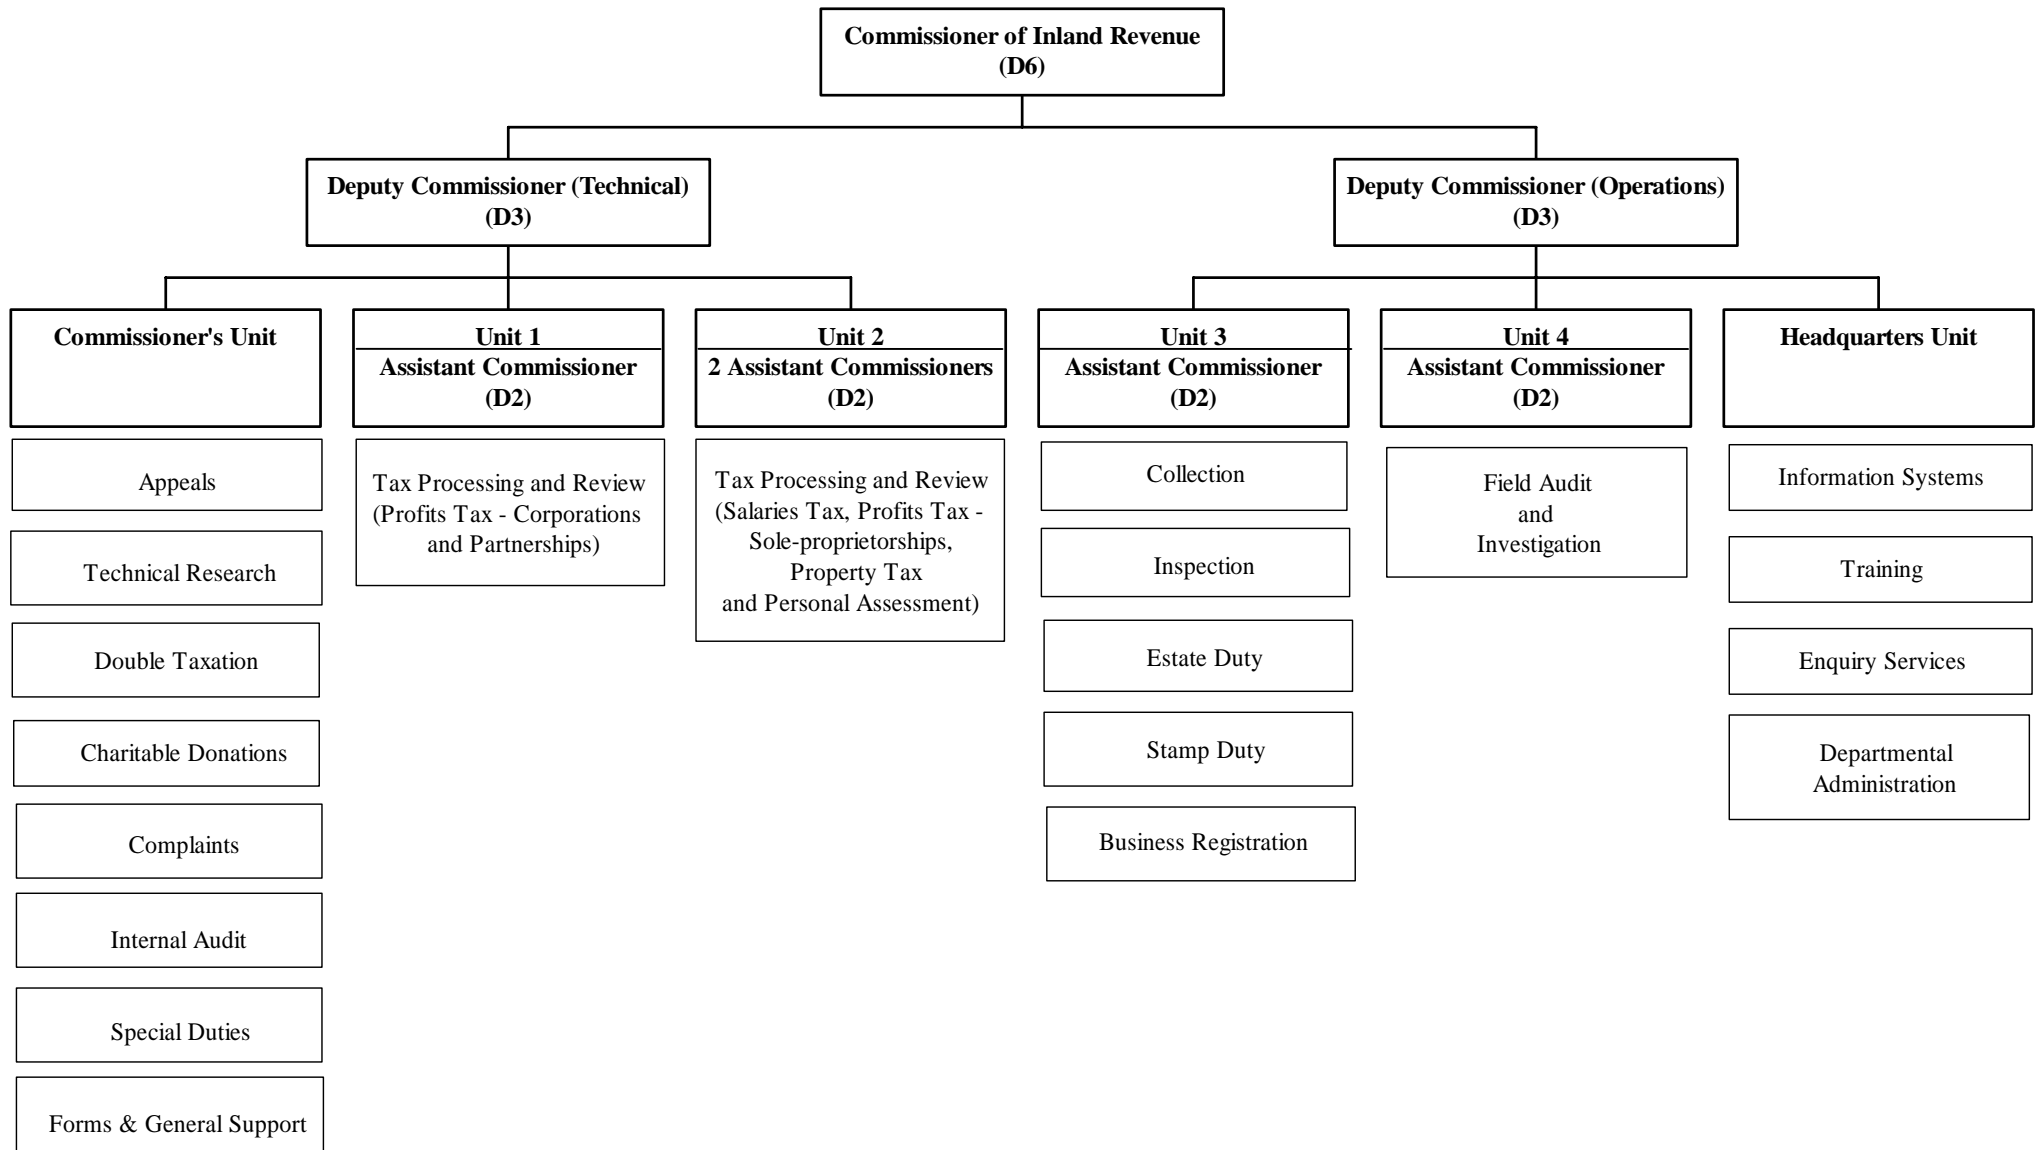 Commissioner of Inland Revenue
(D6)
Deputy Commissioner (Technical)
(D3)
Deputy Commissioner (Operations)
(D3)
Commissioner's Unit
Unit 1
Assistant Commissioner
(D2)
Unit 2
2 Assistant Commissioners
(D2)
Unit 3
Assistant Commissioner
(D2)
Unit 4
Assistant Commissioner
(D2)
Headquarters Unit
Appeals
Technical Research
Double Taxation
Charitable Donations
Complaints
Internal Audit
Special Duties
Forms & General Support
Tax Processing and Review
(Profits Tax - Corporations
and Partnerships)
Tax Processing and Review
(Salaries Tax, Profits Tax -
Sole-proprietorships,
Property Tax
and Personal Assessment)
Collection
Inspection
Estate Duty
Stamp Duty
Business Registration
Field Audit
and
Investigation
Information Systems
Training
Enquiry Services
Departmental
Administration